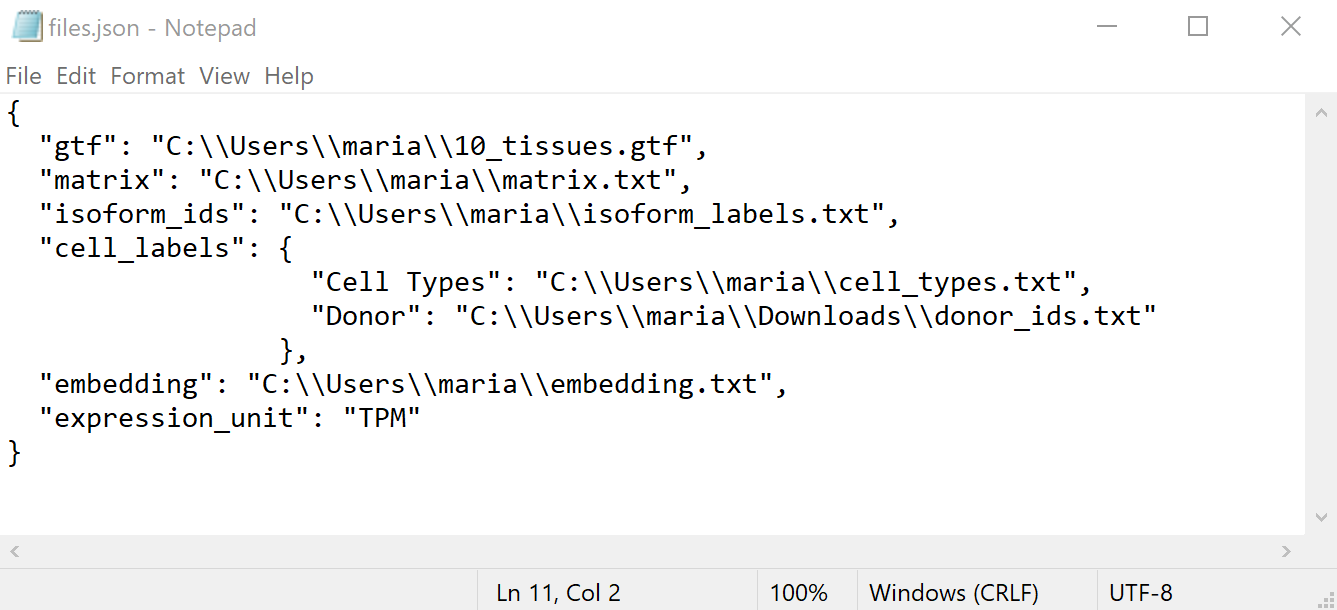 files.json - Notepad
File Edit Format View Help
{
  "gtf": "C:\\Users\\maria\\10_tissues.gtf",
  "matrix": "C:\\Users\\maria\\matrix.txt",
  "isoform_ids": "C:\\Users\\maria\\isoform_labels.txt",
  "cell_labels": {
                   "Cell Types": "C:\\Users\\maria\\cell_types.txt",
                   "Donor": "C:\\Users\\maria\\Downloads\\donor_ids.txt"
                 },
  "embedding": "C:\\Users\\maria\\embedding.txt",
  "expression_unit": "TPM"
}
Ln 11, Col 2 100% Windows (CRLF) UTF-8